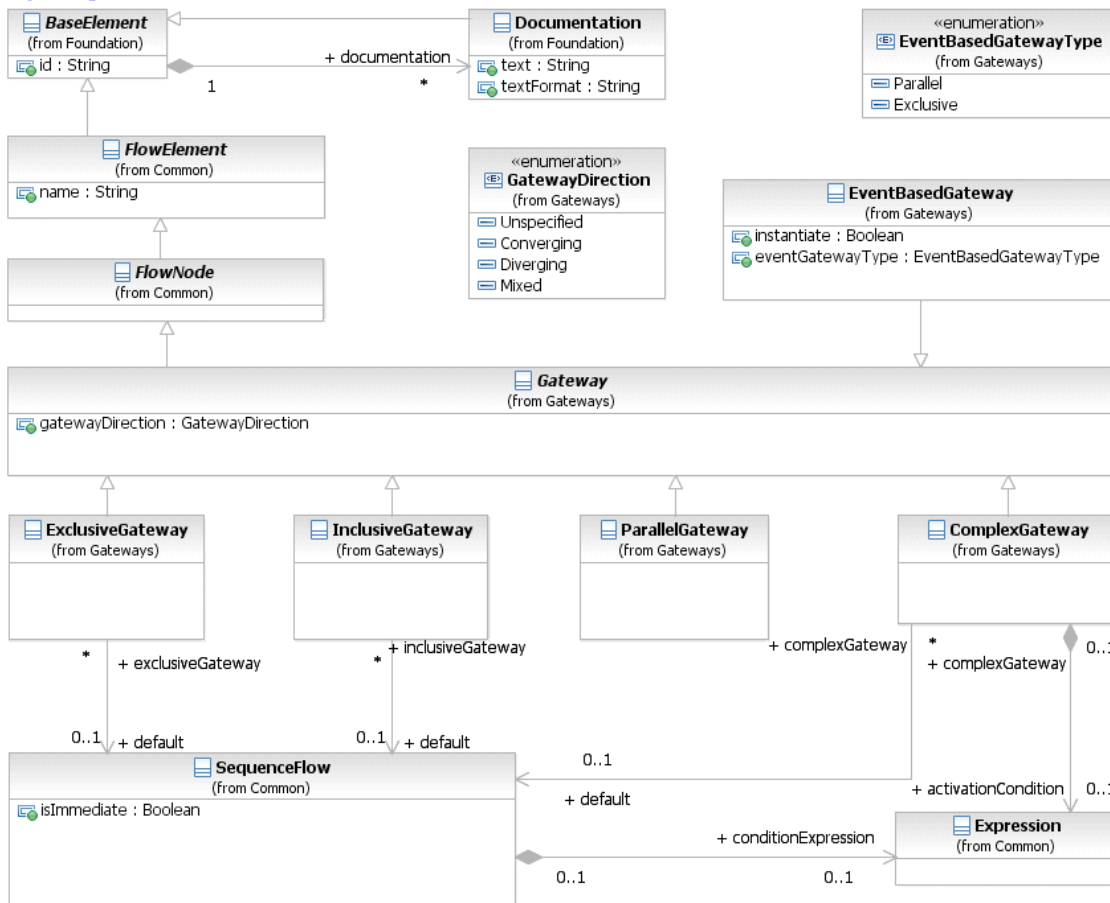 BaseElement
(from Foundation)
id : String
1
+ documentation
*
Documentation
(from Foundation)
text : String
textFormat : String
«enumeration»
EventBasedGatewayType
(from Gateways)
Parallel
Exclusive
FlowElement
(from Common)
name : String
«enumeration»
GatewayDirection
(from Gateways)
Unspecified
Converging
Diverging
Mixed
EventBasedGateway
(from Gateways)
instantiate : Boolean
eventGatewayType : EventBasedGatewayType
FlowNode
(from Common)
Gateway
(from Gateways)
gatewayDirection : GatewayDirection
ExclusiveGateway
(from Gateways)
InclusiveGateway
(from Gateways)
ParallelGateway
(from Gateways)
ComplexGateway
(from Gateways)
*
+ exclusiveGateway
0..1
+ default
*
+ inclusiveGateway
0..1
+ default
+ complexGateway
*
0..1
+ default
+ complexGateway
0..1
+ activationCondition
0..1
SequenceFlow
(from Common)
isImmediate : Boolean
+ conditionExpression
0..1
0..1
Expression
(from Common)